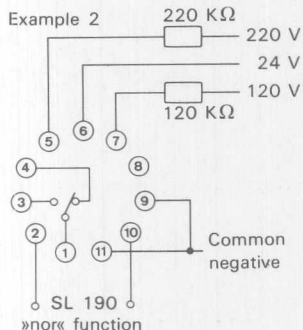 Example 2
220 KΩ
220 V
24 V
120 V
120 KΩ
5
6
7
4
8
3
9
2
1
11
10
Common
negative
SL 190
»nor« function